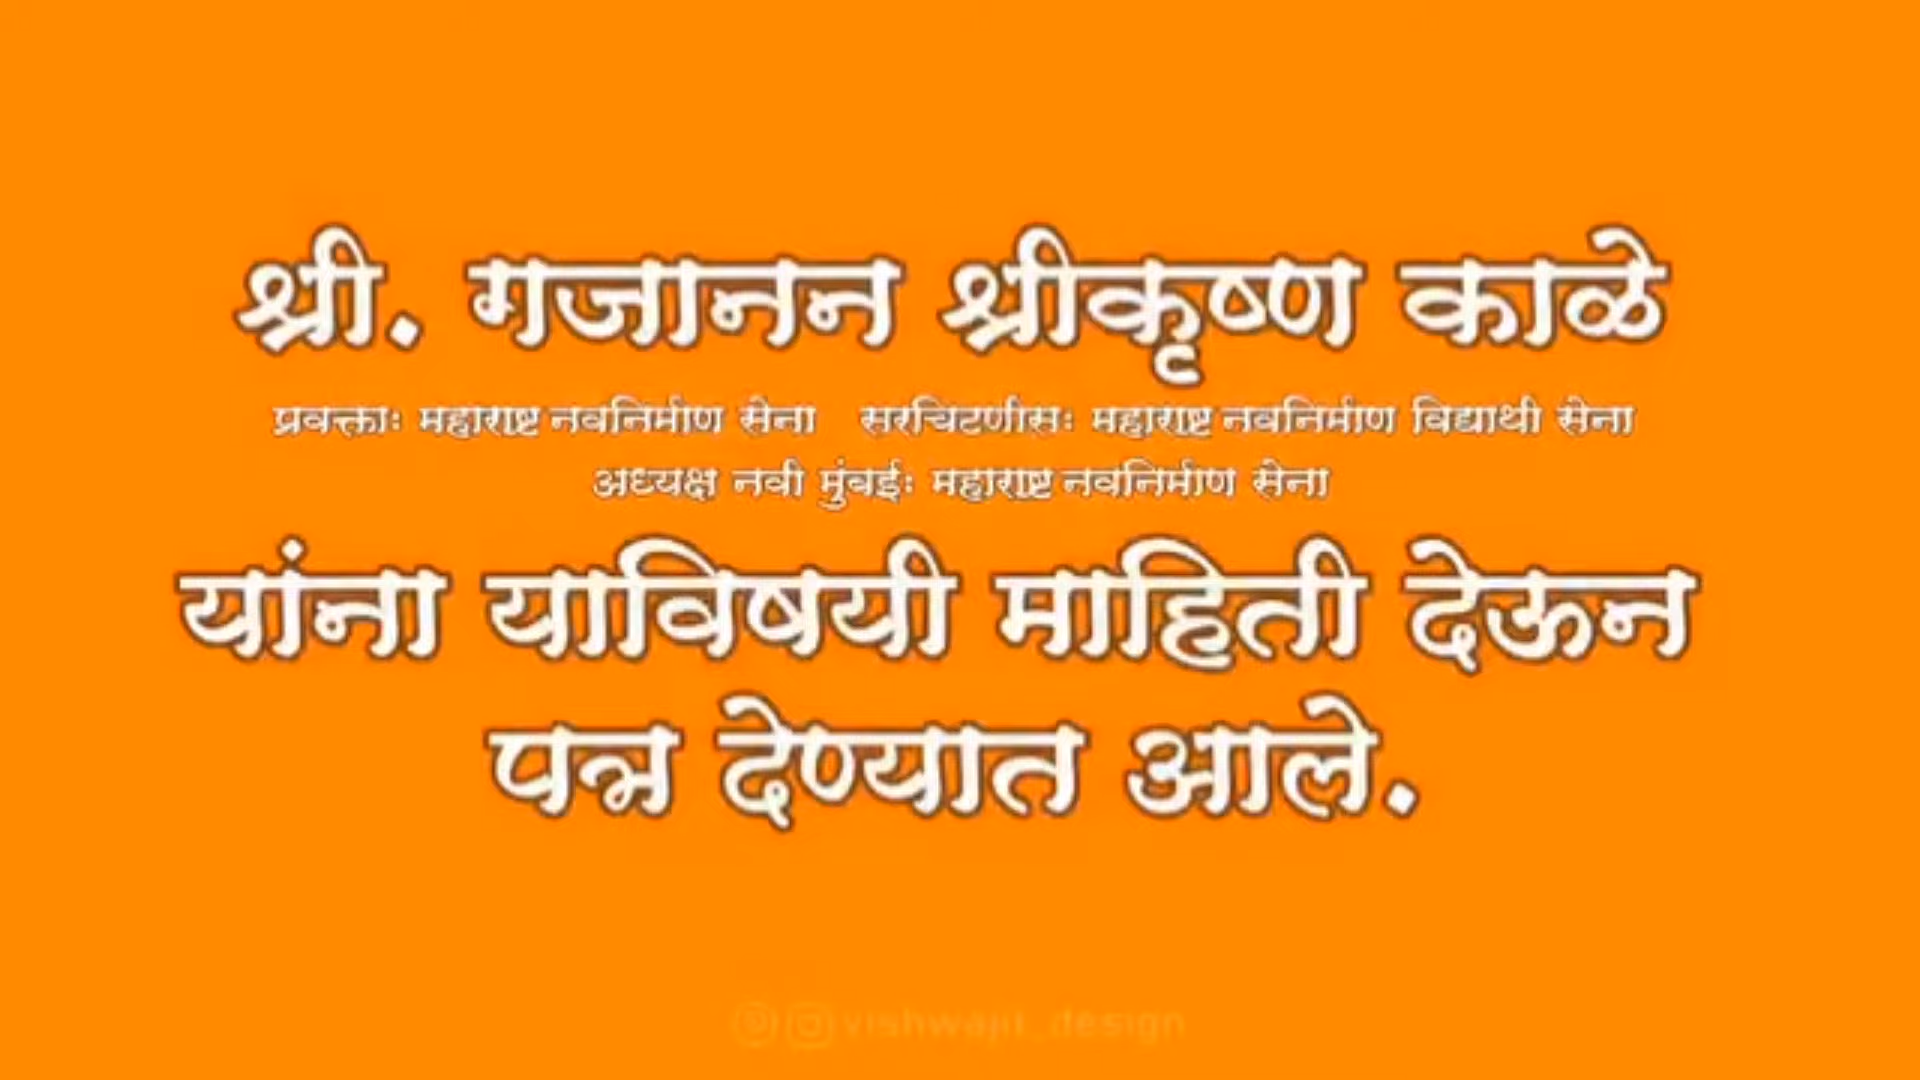 श्री. गजानन श्रीकृष्ण काळे
प्रवक्ताः महाराष्ट्र नवनिर्माण सेना सरचिटणीसः महाराष्ट्र नवनिर्माण विद्यार्थी सेना
अध्यक्ष नवी मुंबईः महाराष्ट्र नवनिर्माण सेना
यांना याविषयी माहिती देऊन
पत्र देण्यात आले.
vishwajit_design